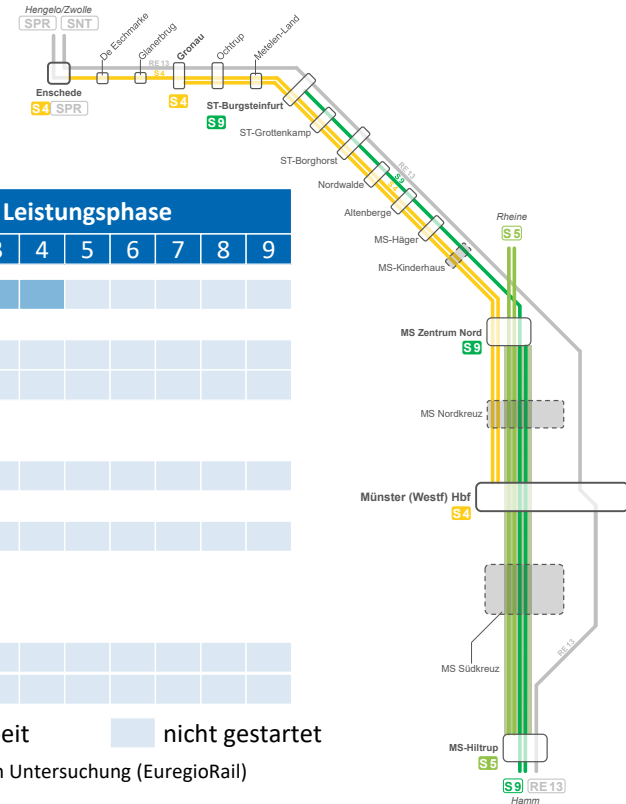 Hengelo/Zwolle
SPR SNT
De Eschmarke
Glanerbrug
Gronau
Ochtrup
Metelen-Land
RE13
S4
Enschede
S4 SPR
S4
ST-Burgsteinfurt
S9
ST-Grottenkamp
ST-Borghorst
RE 13
S9
S4
Nordwalde
Altenberge
MS-Häger
MS-Kinderhaus
Leistungsphase
3 4 5 6 7 8 9
Rheine
S5
MS Zentrum Nord
S9
MS Nordkreuz
Münster (Westf) Hbf
S4
RE 13
MS Südkreuz
MS-Hiltrup
S5
S9 RE13
Hamm
eit
nicht gestartet
n Untersuchung (EuregioRail)